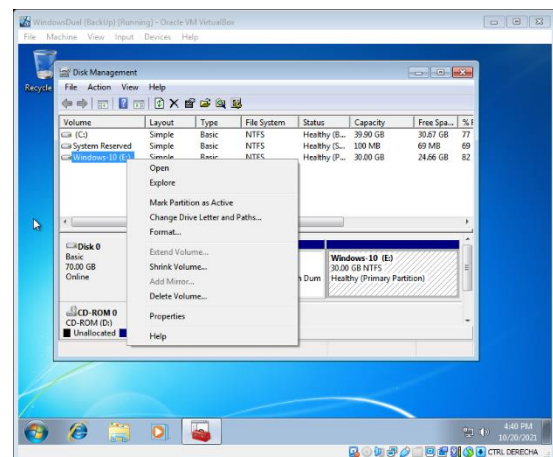 WindowsDuel (BackUp) [Running] - Oracle VM VirtualBox
File Machine View Input Devices Help
Recycle
Disk Management
File Action View Help
Volume Layout Type File System Status Capacity Free Spa... % F
(C:) Simple Basic NTFS Healthy (B... 39.90 GB 30.67 GB 77
System Reserved Simple Basic NTFS Healthy (S... 100 MB 69 MB 69
Windows-10 (E:) Simple Basic NTFS Healthy (P... 30.00 GB 24.66 GB 82
Open
Explore
Mark Partition as Active
Change Drive Letter and Paths...
Format...
Extend Volume...
Shrink Volume...
Add Mirror...
Delete Volume...
Properties
Help
Disk 0
Basic
70.00 GB
Online
h Dum
Windows-10 (E:)
30.00 GB NTFS
Healthy (Primary Partition)
CD-ROM 0
CD-ROM (D:)
Unallocated
4:40 PM
10/20/2021
CTRL DERECHA